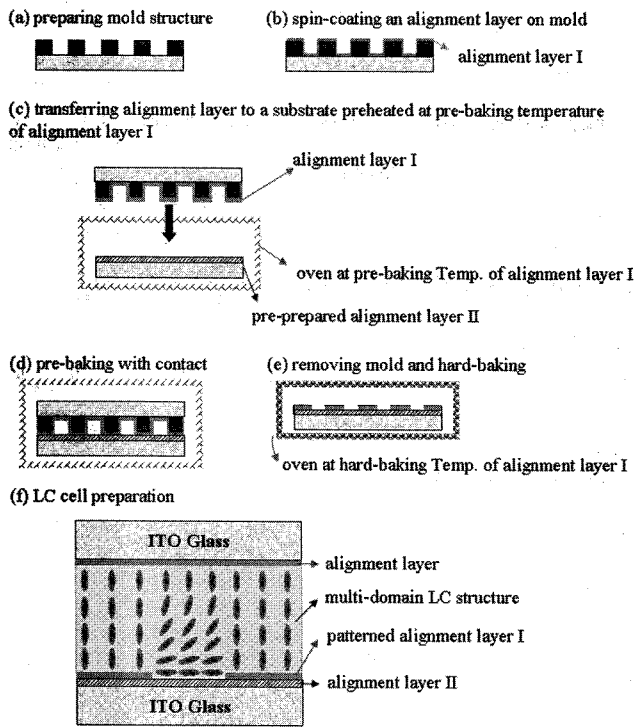 (a) preparing mold structure
(b) spin-coating an alignment layer on mold
alignment layer I
(c) transferring alignment layer to a substrate preheated at pre-baking temperature
of alignment layer I
alignment layer I
oven at pre-baking Temp. of alignment layer I
pre-prepared alignment layer II
(d) pre-baking with contact
(e) removing mold and hard-baking
oven at hard-baking Temp. of alignment layer I
(f) LC cell preparation
ITO Glass
alignment layer
multi-domain LC structure
patterned alignment layer I
alignment layer II
ITO Glass